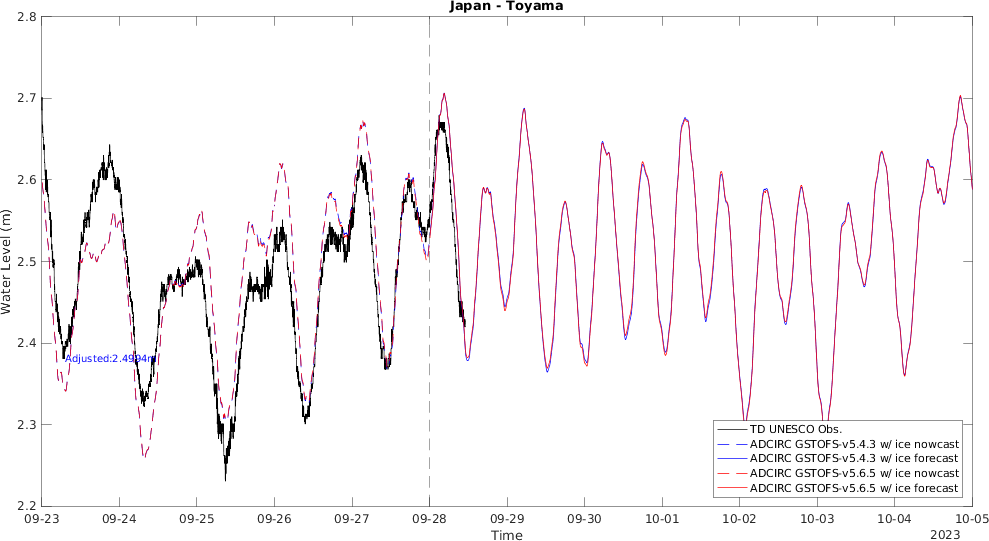 Japan - Toyama
2.8
2.7
2.6
2.5
2.4
2.3
2.2
Water Level (m)
Adjusted:2.4994m
TD UNESCO Obs.
ADCIRC GSTOFS-v5.4.3 w/ ice nowcast
ADCIRC GSTOFS-v5.4.3 w/ ice forecast
ADCIRC GSTOFS-v5.6.5 w/ ice nowcast
ADCIRC GSTOFS-v5.6.5 w/ ice forecast
09-23 09-24 09-25 09-26 09-27 09-28 09-29 09-30 10-01 10-02 10-03 10-04 10-05
Time
2023